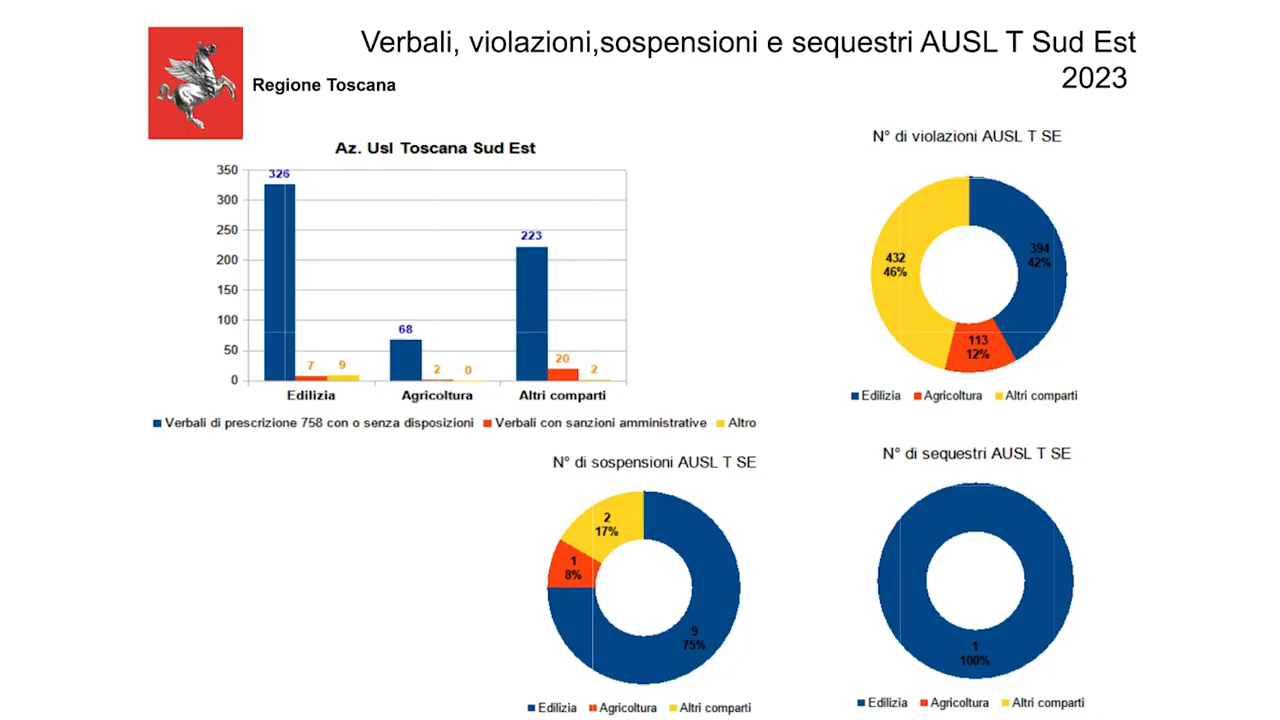 Verbali, violazioni,sospensioni e sequestri AUSL T Sud Est
2023
Regione Toscana
Az. Usl Toscana Sud Est
350
300
250
200
150
100
50
0
326
7
9
68
2
0
223
20
2
Edilizia
Agricoltura
Altri comparti
Verbali di prescrizione 758 con o senza disposizioni
Verbali con sanzioni amministrative
Altro
N° di violazioni AUSL T SE
394
42%
432
46%
113
12%
Edilizia
Agricoltura
Altri comparti
N° di sospensioni AUSL T SE
2
17%
1
8%
9
75%
Edilizia
Agricoltura
Altri comparti
N° di sequestri AUSL T SE
1
100%
Edilizia
Agricoltura
Altri comparti